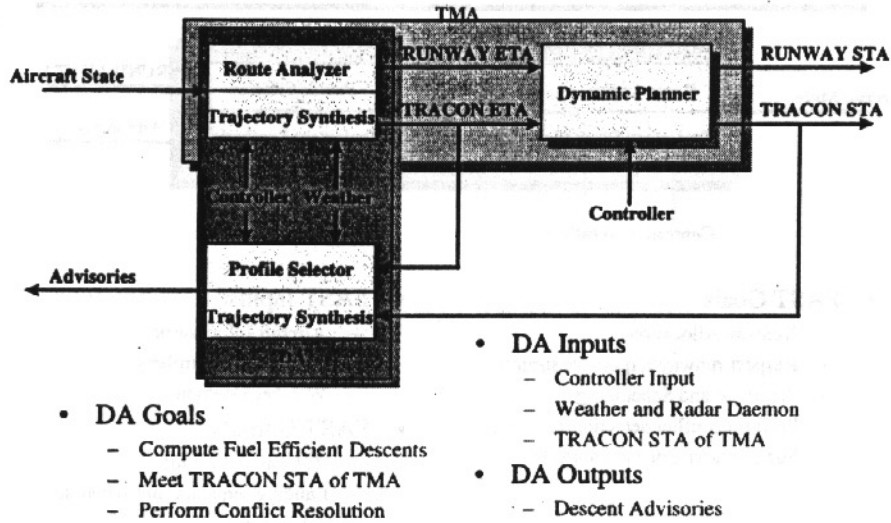 TMA
Route Analyzer
RUNWAY ETA
RUNWAY STA
Aircraft State
Dynamic Planner
Trajectory Synthesis
TRACON ETA
TRACON STA
Controller Weather
Controller
Profile Selector
Advisories
Trajectory Synthesis
• DA Inputs
– Controller Input
– Weather and Radar Daemon
– TRACON STA of TMA
• DA Outputs
– Descent Advisories
• DA Goals
– Compute Fuel Efficient Descents
– Meet TRACON STA of TMA
– Perform Conflict Resolution